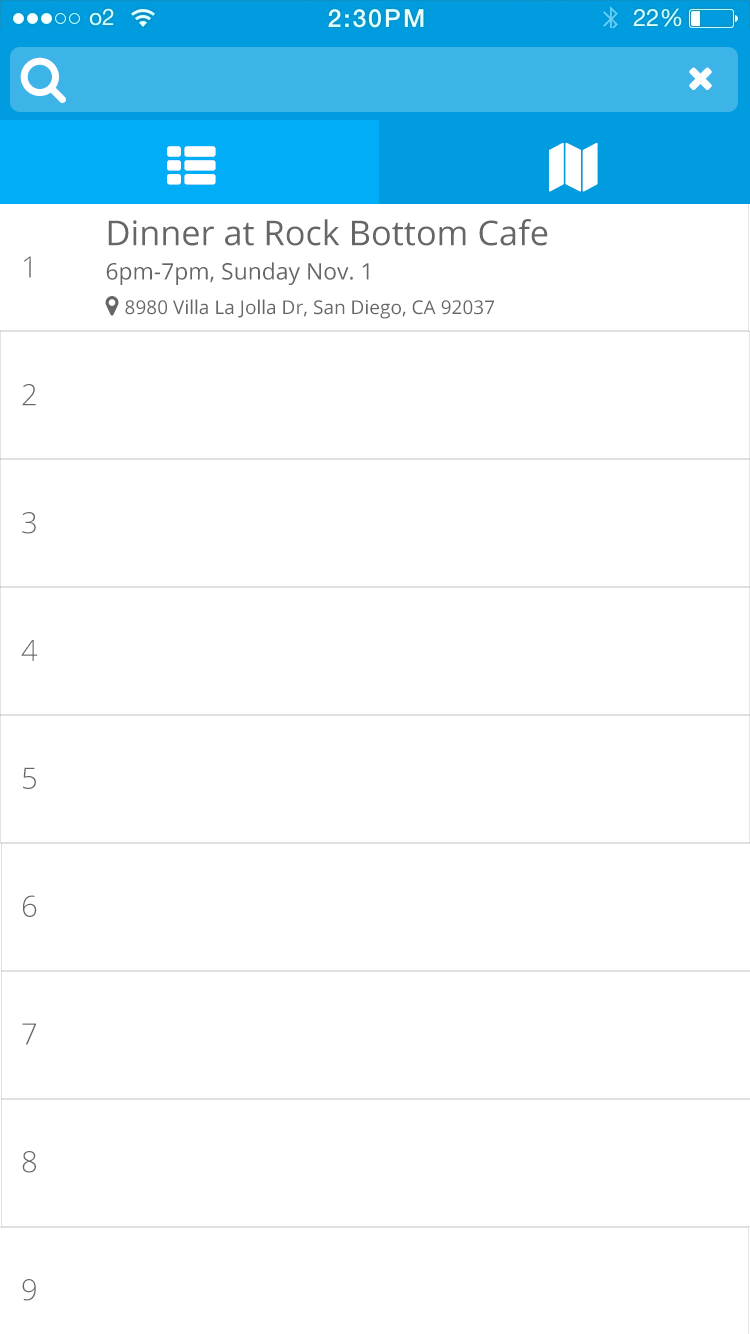 o2 2:30PM 22%
Dinner at Rock Bottom Cafe
1
6pm-7pm, Sunday Nov. 1
8980 Villa La Jolla Dr, San Diego, CA 92037
2
3
4
5
6
7
8
9